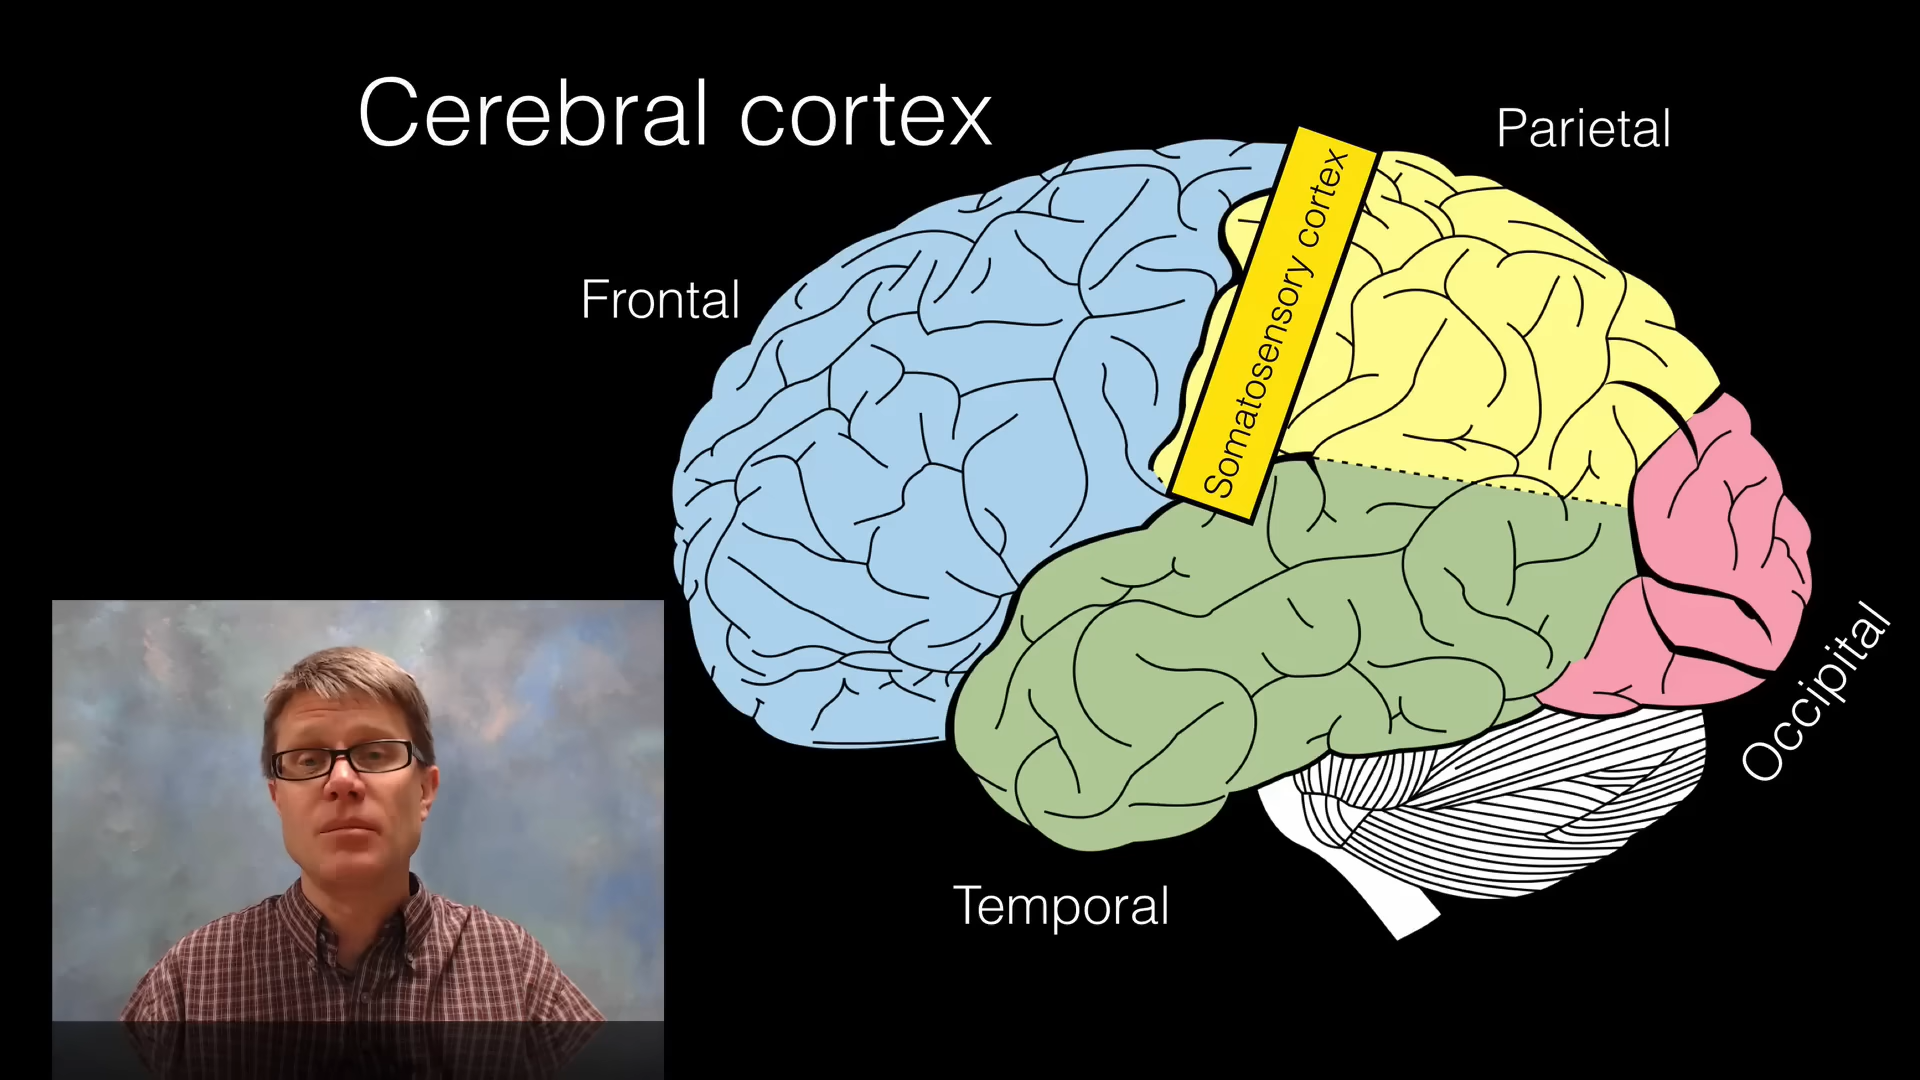 Cerebral cortex
Parietal
Somatosensory cortex
Frontal
Occipital
Temporal